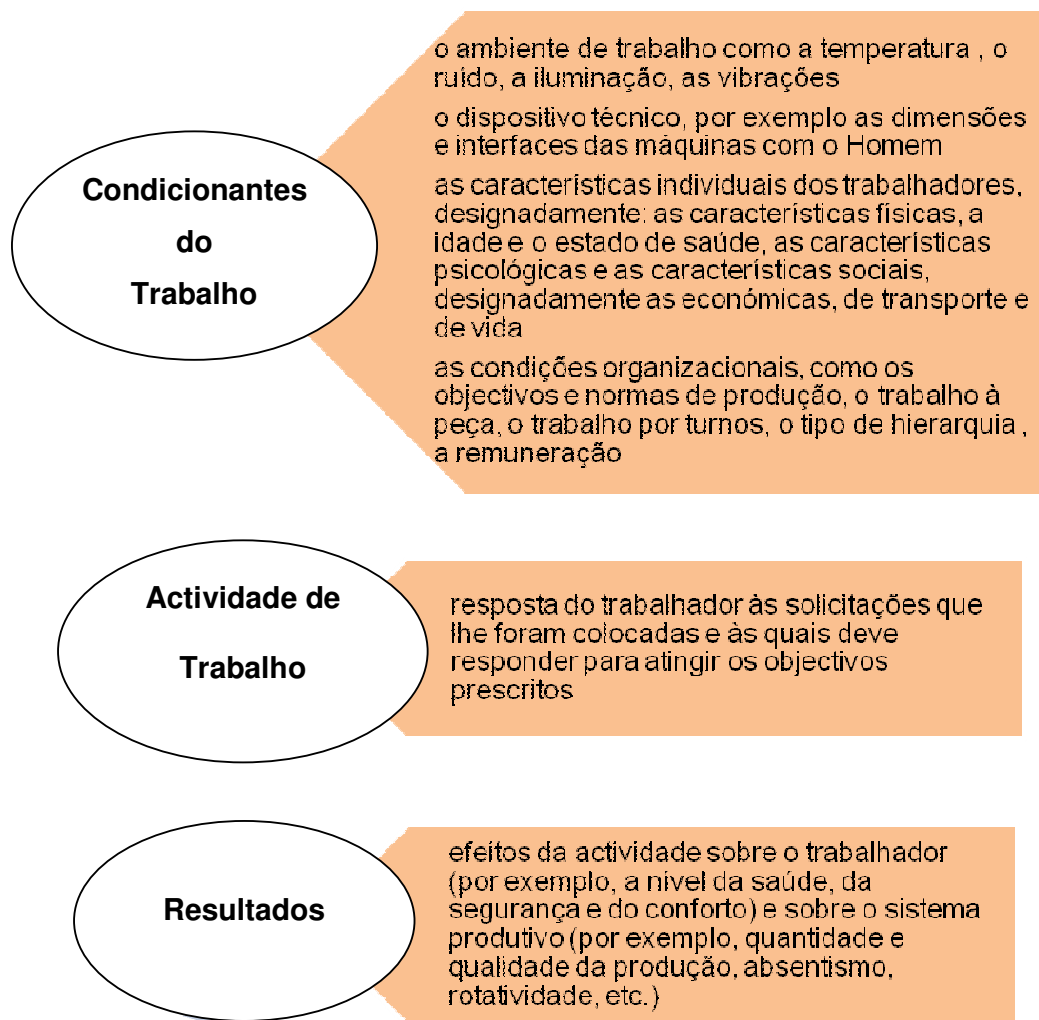 Condicionantes
do
Trabalho
o ambiente de trabalho como a temperatura , o
ruído, a iluminação, as vibrações
o dispositivo técnico, por exemplo as dimensões
e interfaces das máquinas com o Homem
as características individuais dos trabalhadores,
designadamente: as características físicas, a
idade e o estado de saúde, as características
psicológicas e as características sociais,
designadamente as económicas, de transporte e
de vida
as condições organizacionais, como os
objectivos e normas de produção, o trabalho à
peça, o trabalho por turnos, o tipo de hierarquia ,
a remuneração
Actividade de
Trabalho
resposta do trabalhador às solicitações que
lhe foram colocadas e às quais deve
responder para atingir os objectivos
prescritos
Resultados
efeitos da actividade sobre o trabalhador
(por exemplo, a nível da saúde, da
segurança e do conforto) e sobre o sistema
produtivo (por exemplo, quantidade e
qualidade da produção, absentismo,
rotatividade, etc.)